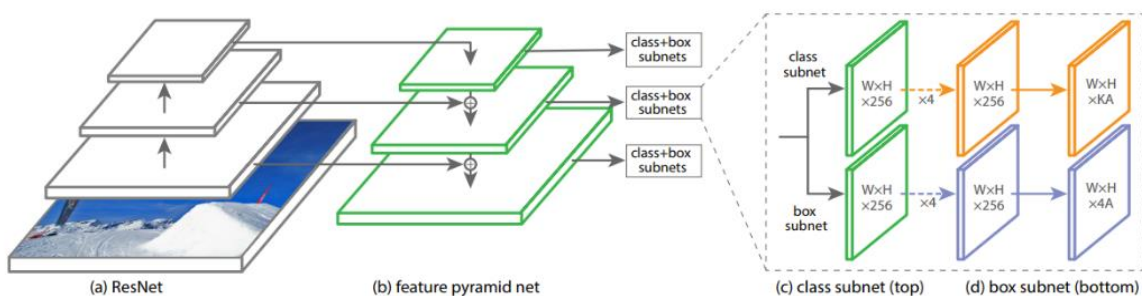 class+box
subnets
class+box
subnets
class+box
subnets
class
subnet
W×H
×256
×4
W×H
×256
W×H
×KA
W×H
×256
×4
W×H
×256
W×H
×4A
box
subnet
(a) ResNet
(b) feature pyramid net
(c) class subnet (top)
(d) box subnet (bottom)